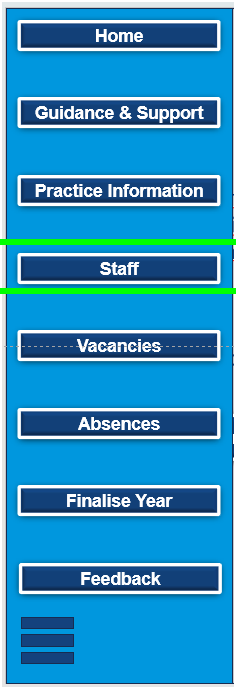 Home
Guidance & Support
Practice Information
Staff
Vacancies
Absences
Finalise Year
Feedback